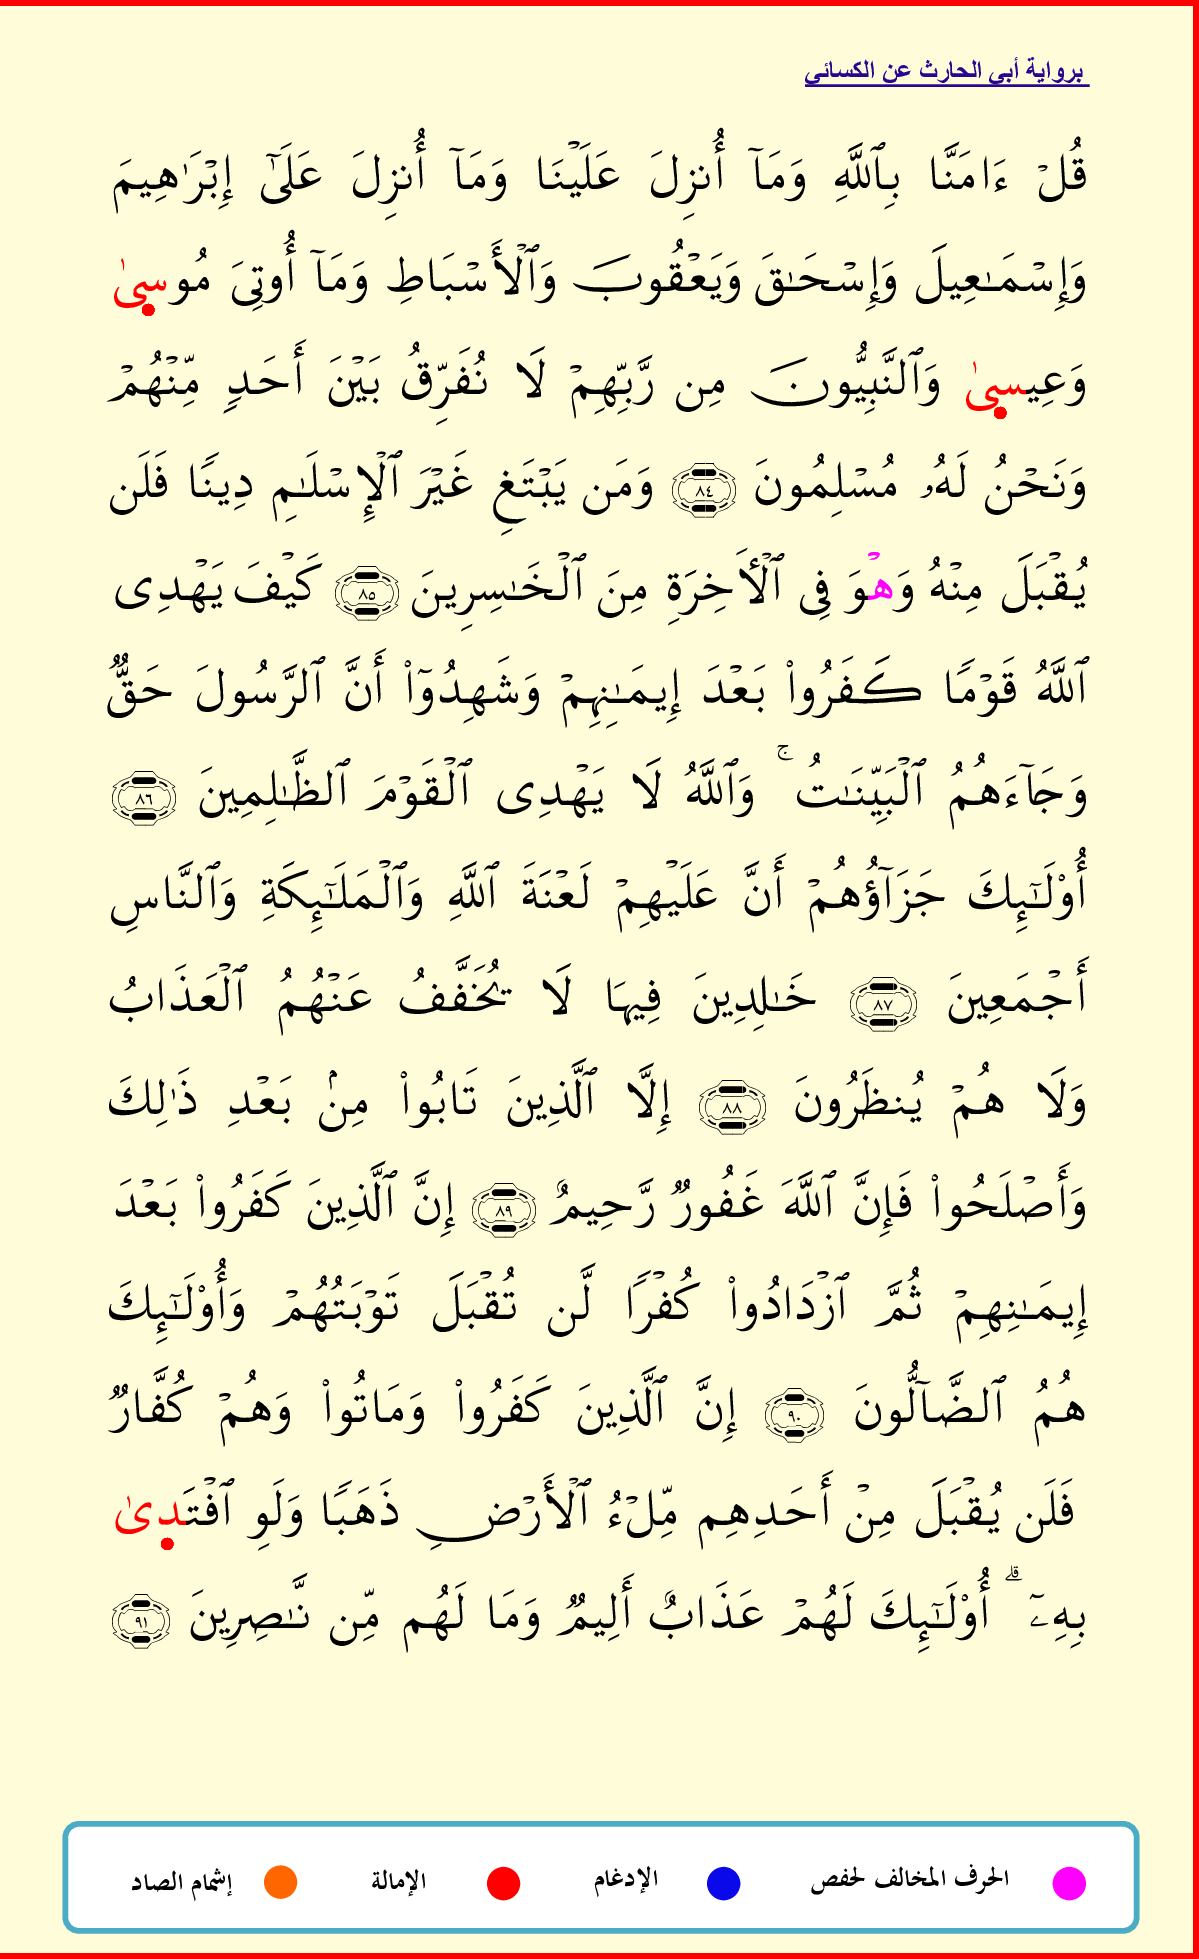 برواية أبي الحارث عن الكسائي
قُلْ ءَامَنَّا بِٱللَّهِ وَمَآ أُنزِلَ عَلَيْنَا وَمَآ أُنزِلَ عَلَىٰٓ إِبْرَٰهِيمَ
وَإِسْمَـٰعِيلَ وَإِسْحَـٰقَ وَيَعْقُوبَ وَٱلْأَسْبَاطِ وَمَآ أُوتِىَ مُوسىٰ
وَعِيسىٰ وَٱلنَّبِيُّونَ مِن رَّبِّهِمْ لَا نُفَرِّقُ بَيْنَ أَحَدٍ مِّنْهُمْ
وَنَحْنُ لَهُۥ مُسْلِمُونَ ٨٤ وَمَن يَبْتَغِ غَيْرَ ٱلْإِسْلَـٰمِ دِينًا فَلَن
يُقْبَلَ مِنْهُ وَهْوَ فِى ٱلْأَخِرَةِ مِنَ ٱلْخَـٰسِرِينَ ٨٥ كَيْفَ يَهْدِى
ٱللَّهُ قَوْمًا كَفَرُوا۟ بَعْدَ إِيمَـٰنِهِمْ وَشَهِدُوٓا۟ أَنَّ ٱلرَّسُولَ حَقٌّ
وَجَآءَهُمُ ٱلْبَيِّنَـٰتُ ۚ وَٱللَّهُ لَا يَهْدِى ٱلْقَوْمَ ٱلظَّـٰلِمِينَ ٨٦
أُو۟لَـٰٓئِكَ جَزَآؤُهُمْ أَنَّ عَلَيْهِمْ لَعْنَةَ ٱللَّهِ وَٱلْمَلَـٰٓئِكَةِ وَٱلنَّاسِ
أَجْمَعِينَ ٨٧ خَـٰلِدِينَ فِيهَا لَا يُخَفَّفُ عَنْهُمُ ٱلْعَذَابُ
وَلَا هُمْ يُنظَرُونَ ٨٨ إِلَّا ٱلَّذِينَ تَابُوا۟ مِنۢ بَعْدِ ذَٰلِكَ
وَأَصْلَحُوا۟ فَإِنَّ ٱللَّهَ غَفُورٌ رَّحِيمٌ ٨٩ إِنَّ ٱلَّذِينَ كَفَرُوا۟ بَعْدَ
إِيمَـٰنِهِمْ ثُمَّ ٱزْدَادُوا۟ كُفْرًا لَّن تُقْبَلَ تَوْبَتُهُمْ وَأُو۟لَـٰٓئِكَ
هُمُ ٱلضَّآلُّونَ ٩٠ إِنَّ ٱلَّذِينَ كَفَرُوا۟ وَمَاتُوا۟ وَهُمْ كُفَّارٌ
فَلَن يُقْبَلَ مِنْ أَحَدِهِم مِّلْءُ ٱلْأَرْضِ ذَهَبًا وَلَوِ ٱفْتَدىٰ
بِهِۦٓ ۗ أُو۟لَـٰٓئِكَ لَهُمْ عَذَابٌ أَلِيمٌ وَمَا لَهُم مِّن نَّـٰصِرِينَ ٩١
الحرف المخالف لحفص الإدغام الإمالة إشمام الصاد